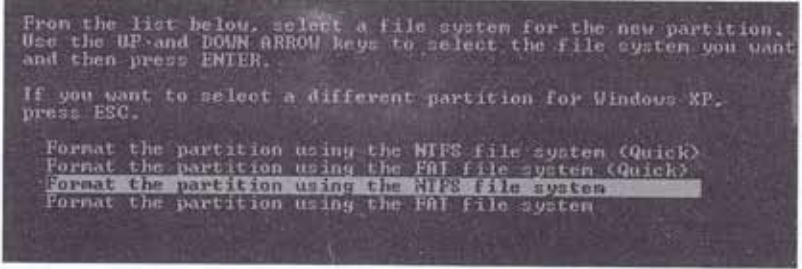 From the list below, select a file system for the new partition.
Use the UP and DOWN ARROW keys to select the file system you want
and then press ENTER.
If you want to select a different partition for Windows XP,
press ESC.
Format the partition using the NTFS file system (Quick)
Format the partition using the FAT file system (Quick)
Format the partition using the NTFS file system
Format the partition using the FAT file system